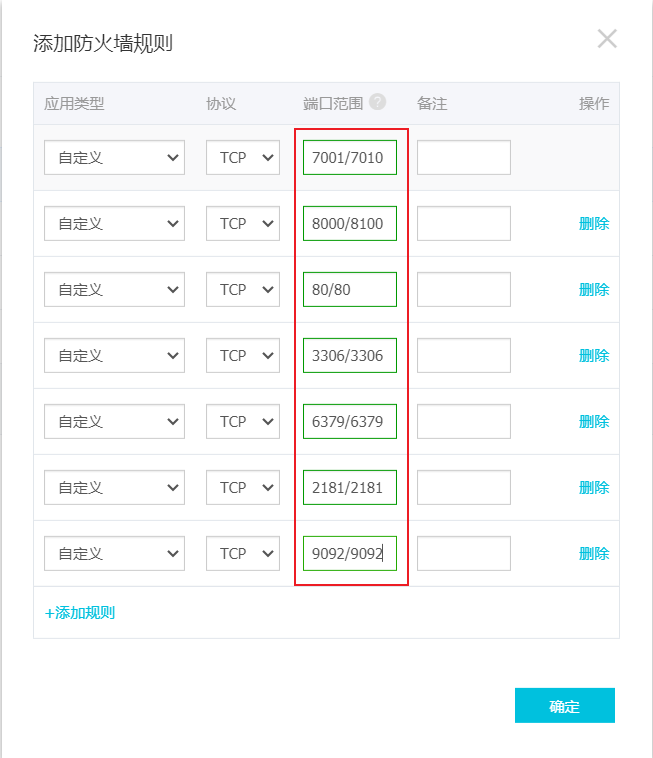 添加防火墙规则
应用类型 协议 端口范围 ? 备注 操作
自定义 TCP 7001/7010
自定义 TCP 8000/8100 删除
自定义 TCP 80/80 删除
自定义 TCP 3306/3306 删除
自定义 TCP 6379/6379 删除
自定义 TCP 2181/2181 删除
自定义 TCP 9092/9092 删除
+添加规则
确定